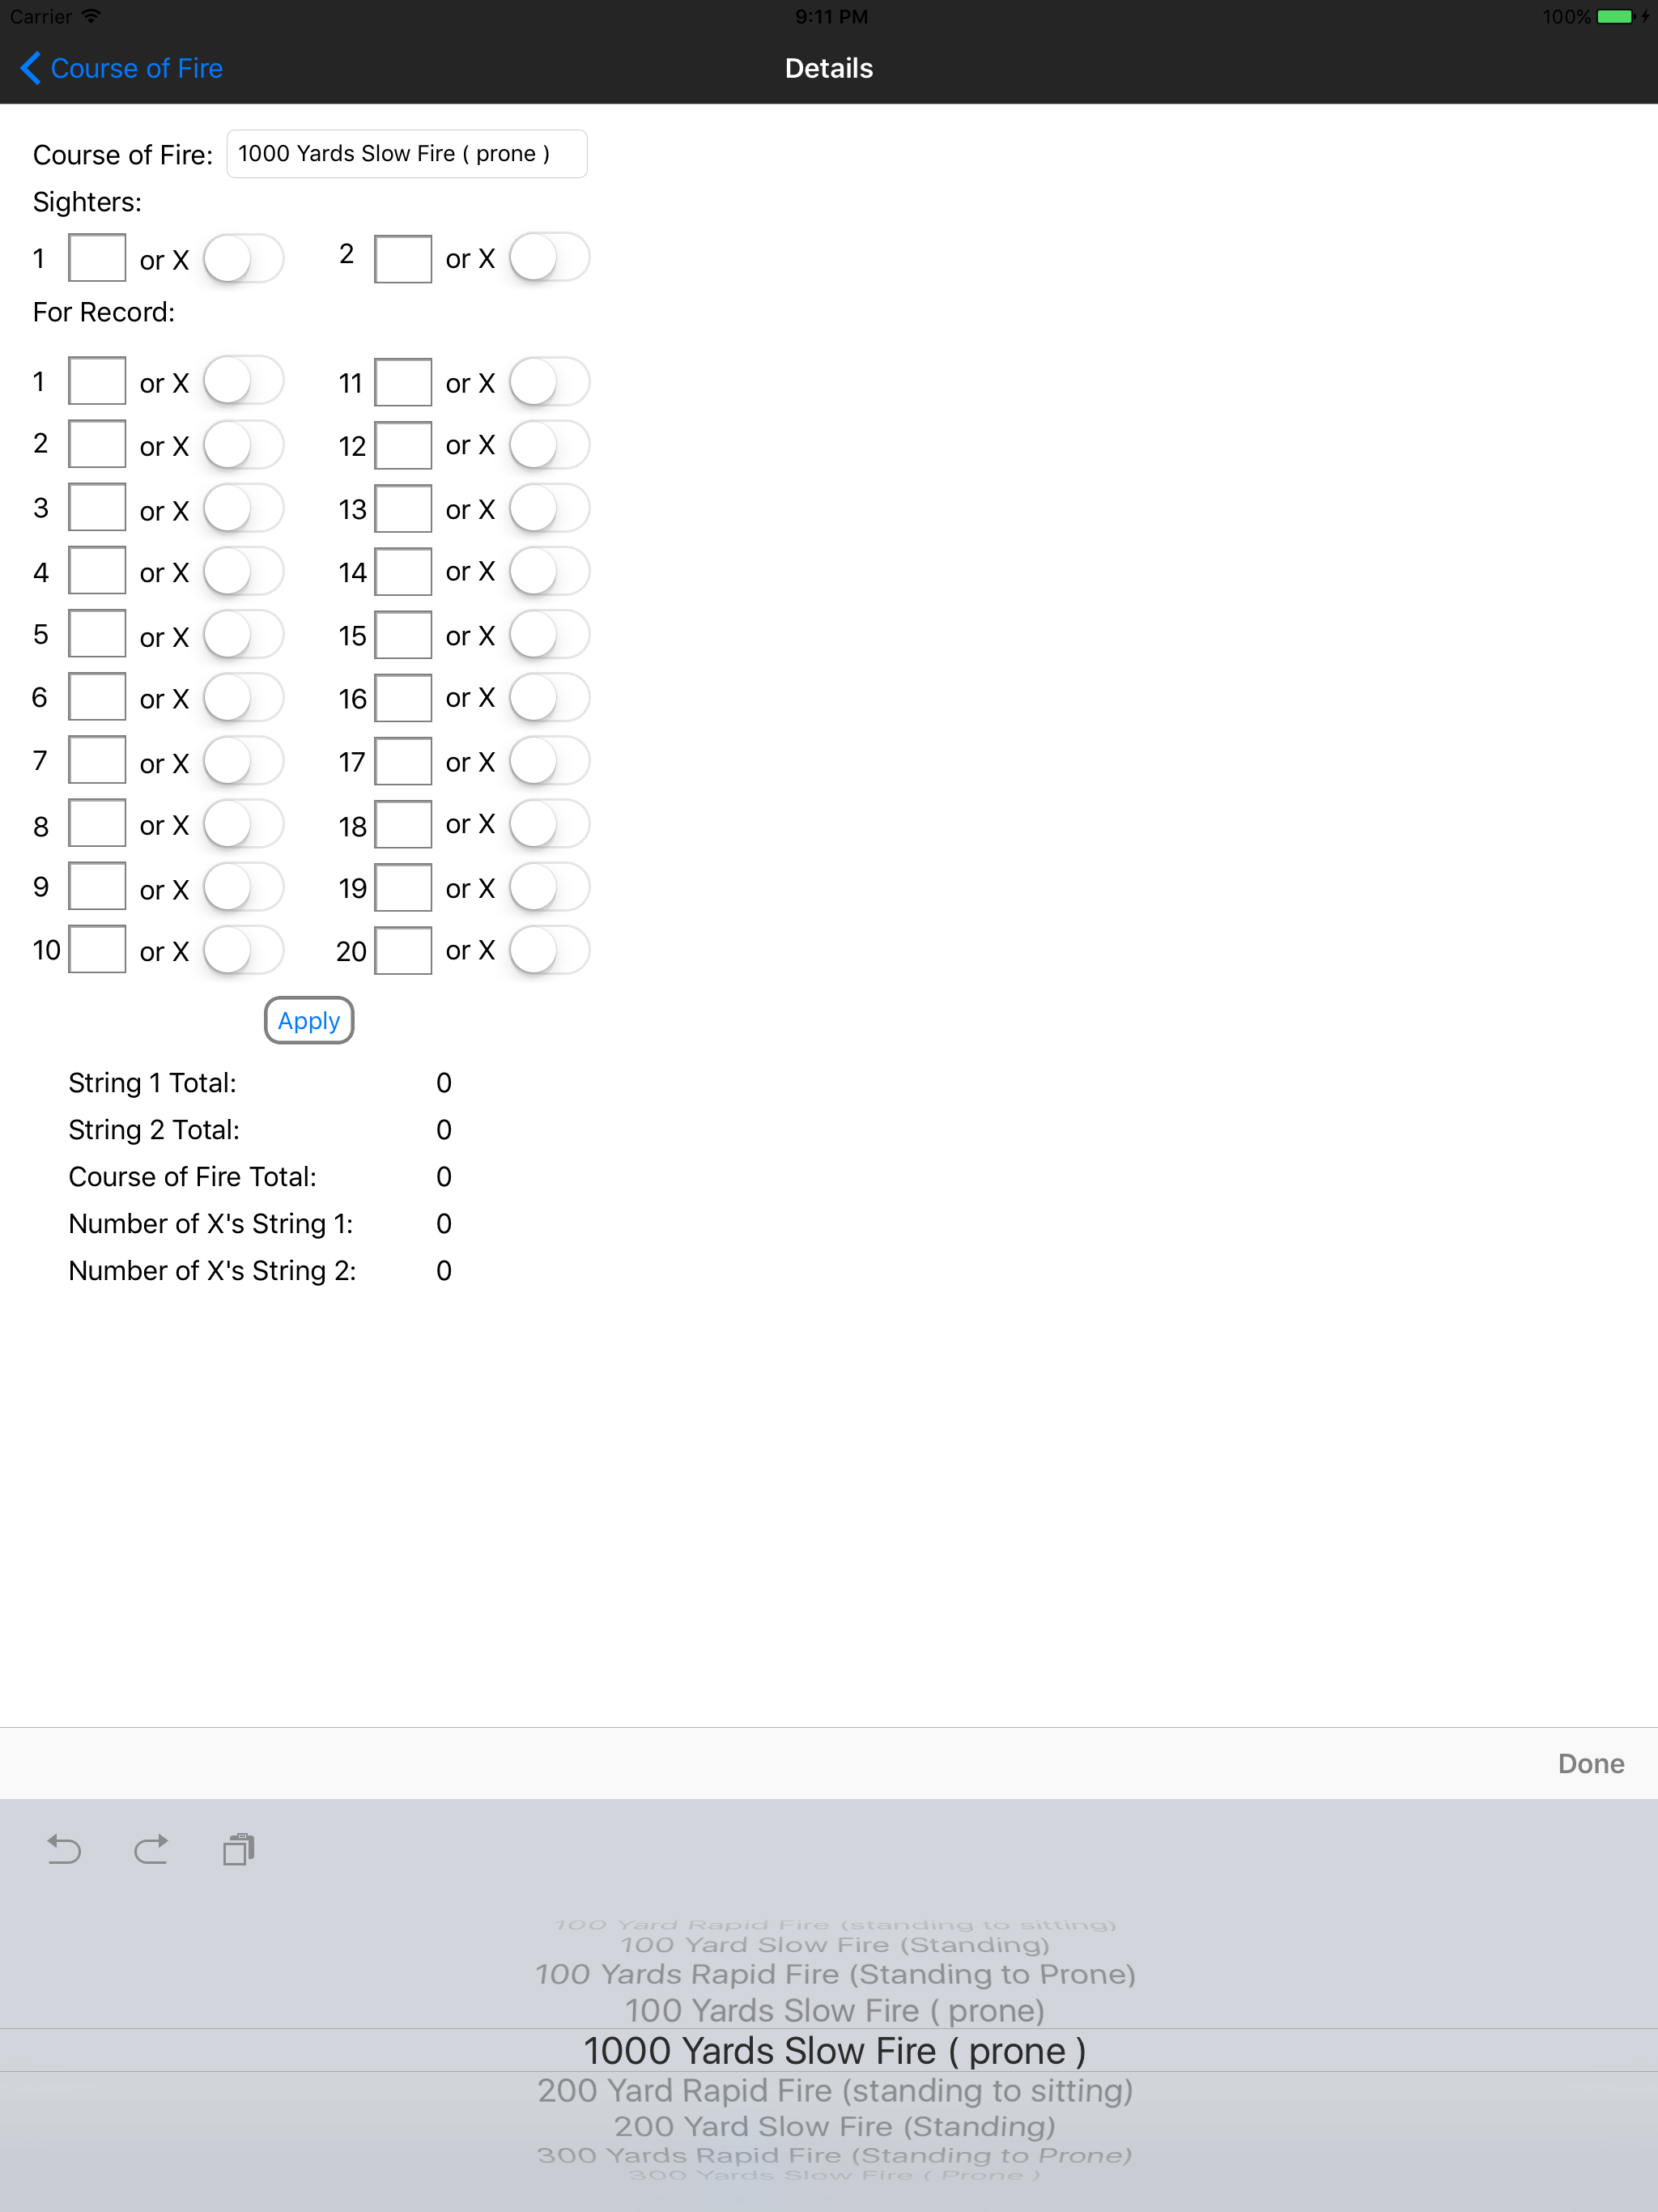 Carrier 9:11 PM 100%
Course of Fire Details
Course of Fire: 1000 Yards Slow Fire ( prone )
Sighters:
1 or X 2 or X
For Record:
1 or X 11 or X
2 or X 12 or X
3 or X 13 or X
4 or X 14 or X
5 or X 15 or X
6 or X 16 or X
7 or X 17 or X
8 or X 18 or X
9 or X 19 or X
10 or X 20 or X
Apply
String 1 Total: 0
String 2 Total: 0
Course of Fire Total: 0
Number of X's String 1: 0
Number of X's String 2: 0
Done
100 Yard Rapid Fire (standing to sitting)
100 Yard Slow Fire (Standing)
100 Yards Rapid Fire (Standing to Prone)
100 Yards Slow Fire ( prone)
1000 Yards Slow Fire ( prone )
200 Yard Rapid Fire (standing to sitting)
200 Yard Slow Fire (Standing)
300 Yards Rapid Fire (Standing to Prone)
300 Yards Slow Fire ( Prone )